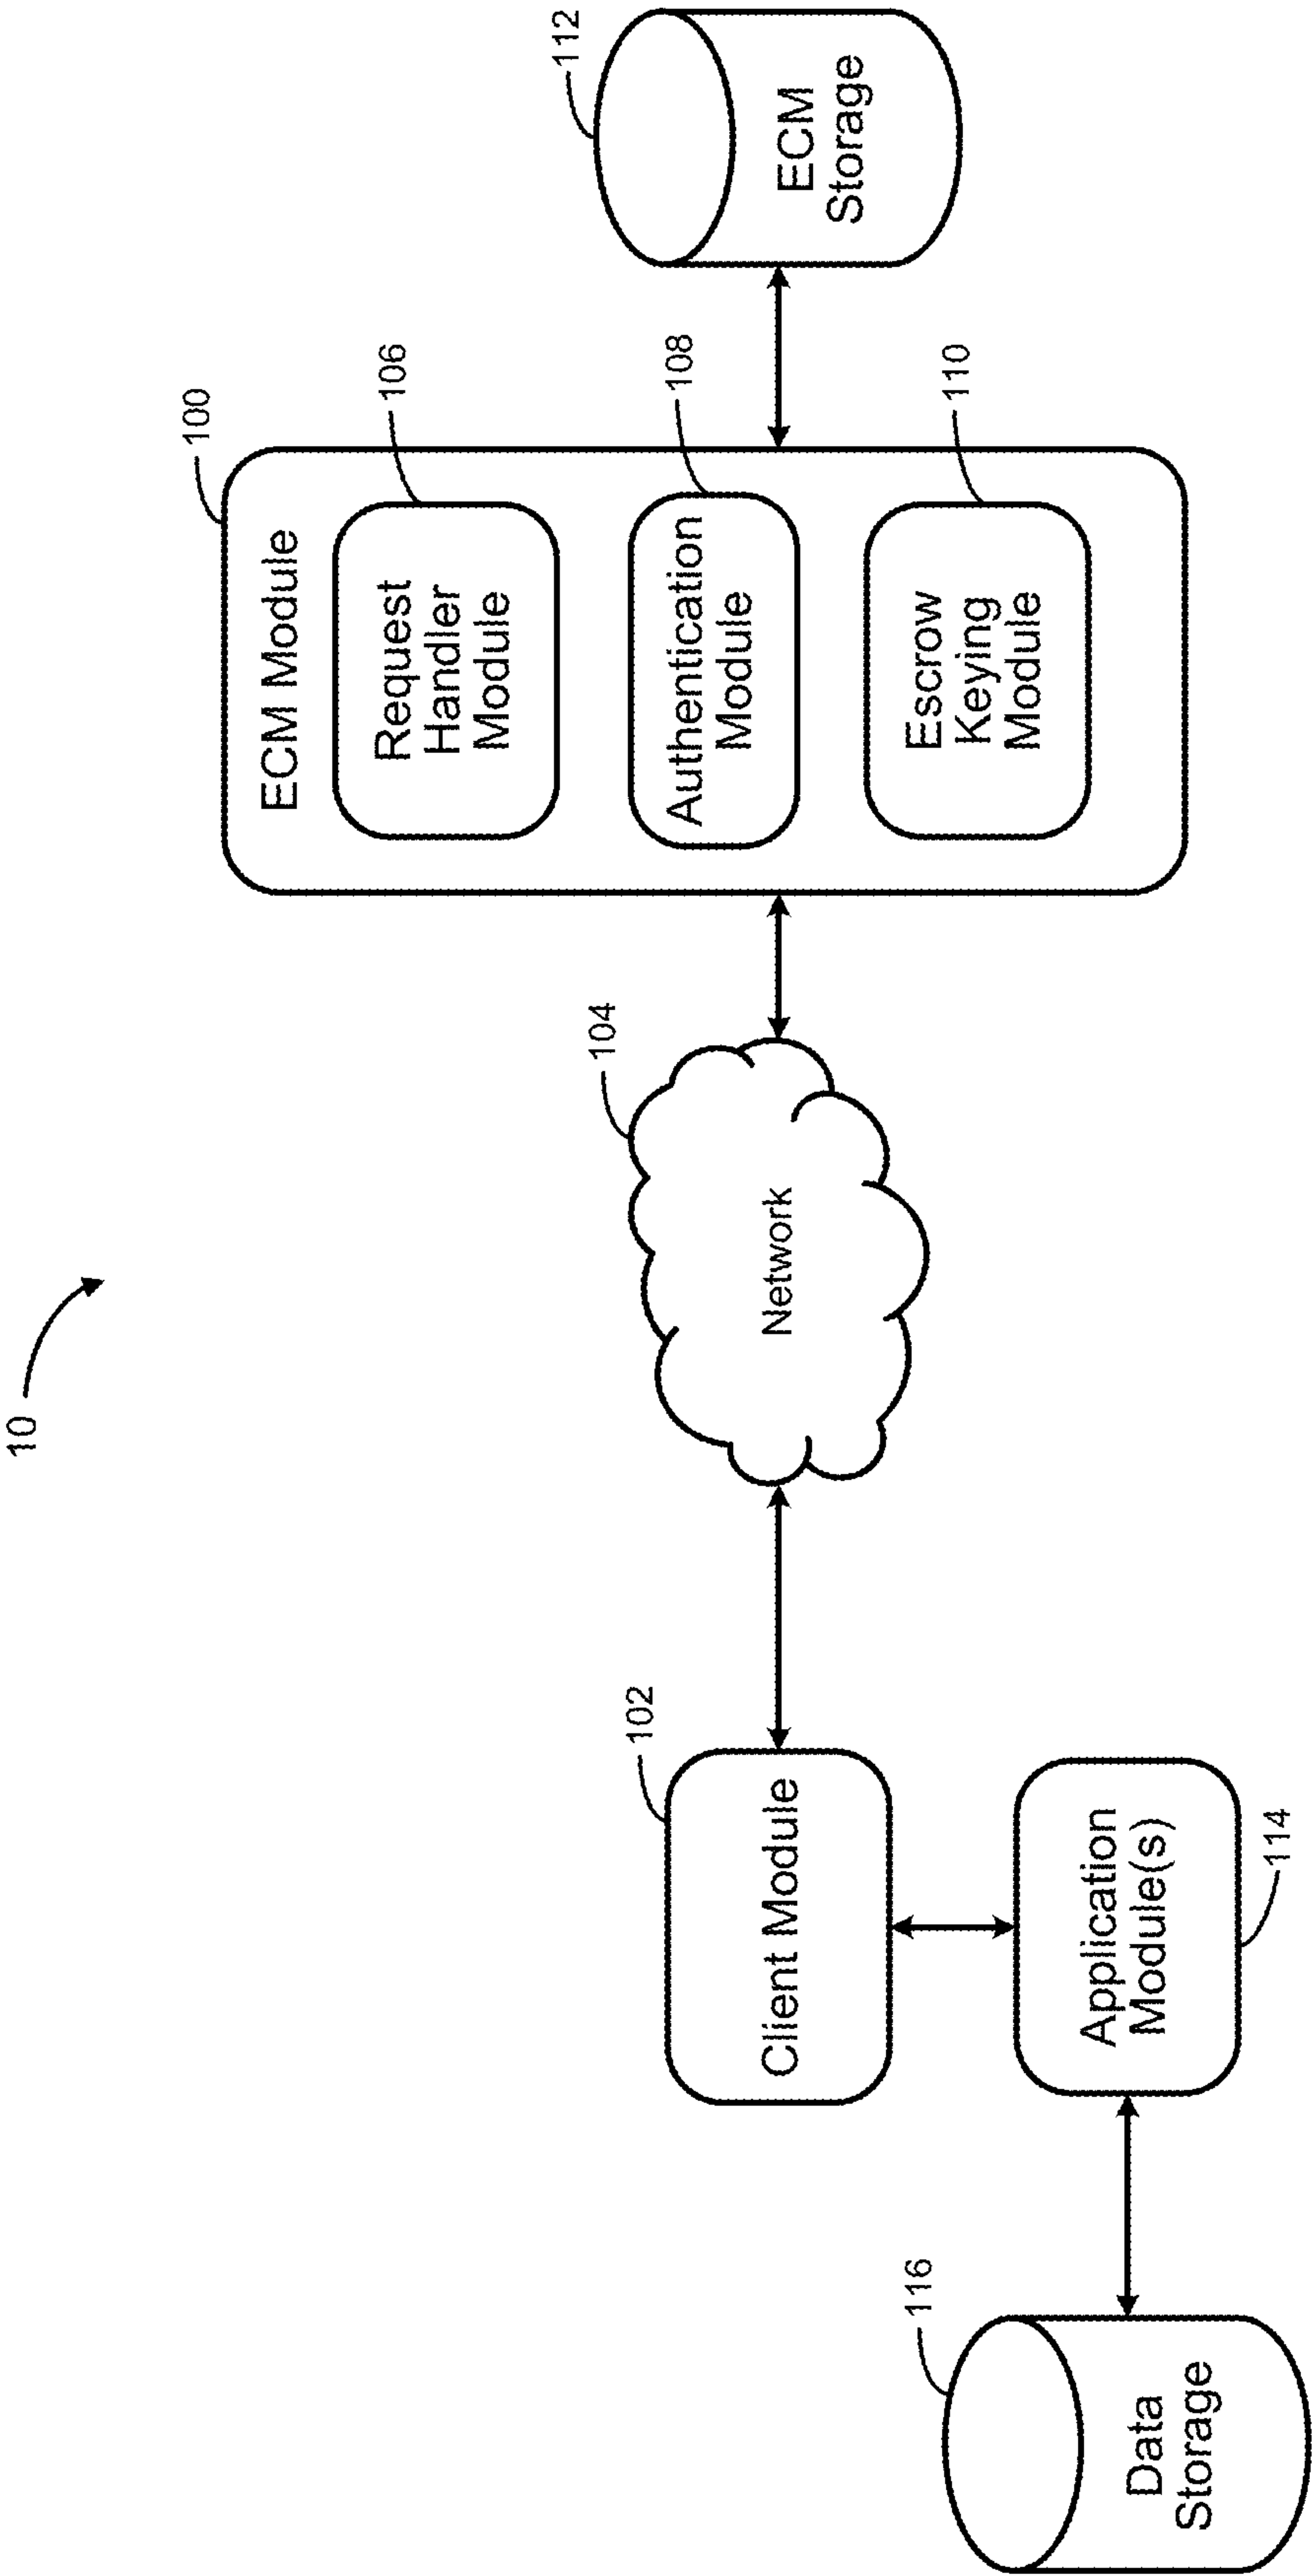 10
100
ECM Module
106
Request
Handler
Module
108
Authentication
Module
110
Escrow
Keying
Module
112
ECM
Storage
104
Network
102
Client Module
Application
Module(s)
114
116
Data
Storage